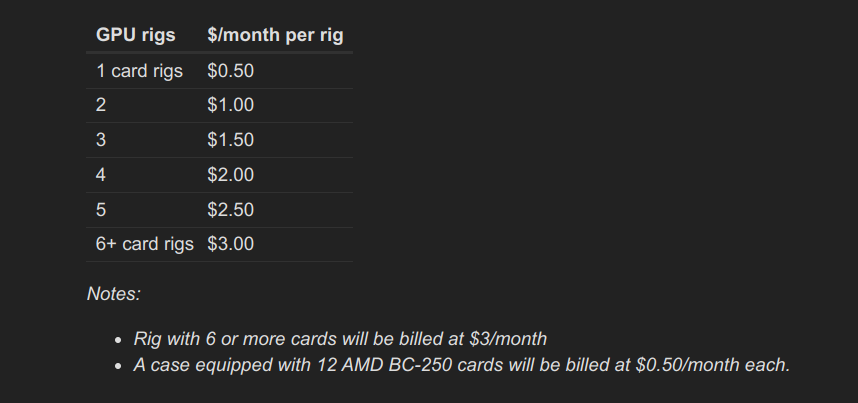 GPU rigs $/month per rig
1 card rigs $0.50
2 $1.00
3 $1.50
4 $2.00
5 $2.50
6+ card rigs $3.00
Notes:
• Rig with 6 or more cards will be billed at $3/month
• A case equipped with 12 AMD BC-250 cards will be billed at $0.50/month each.